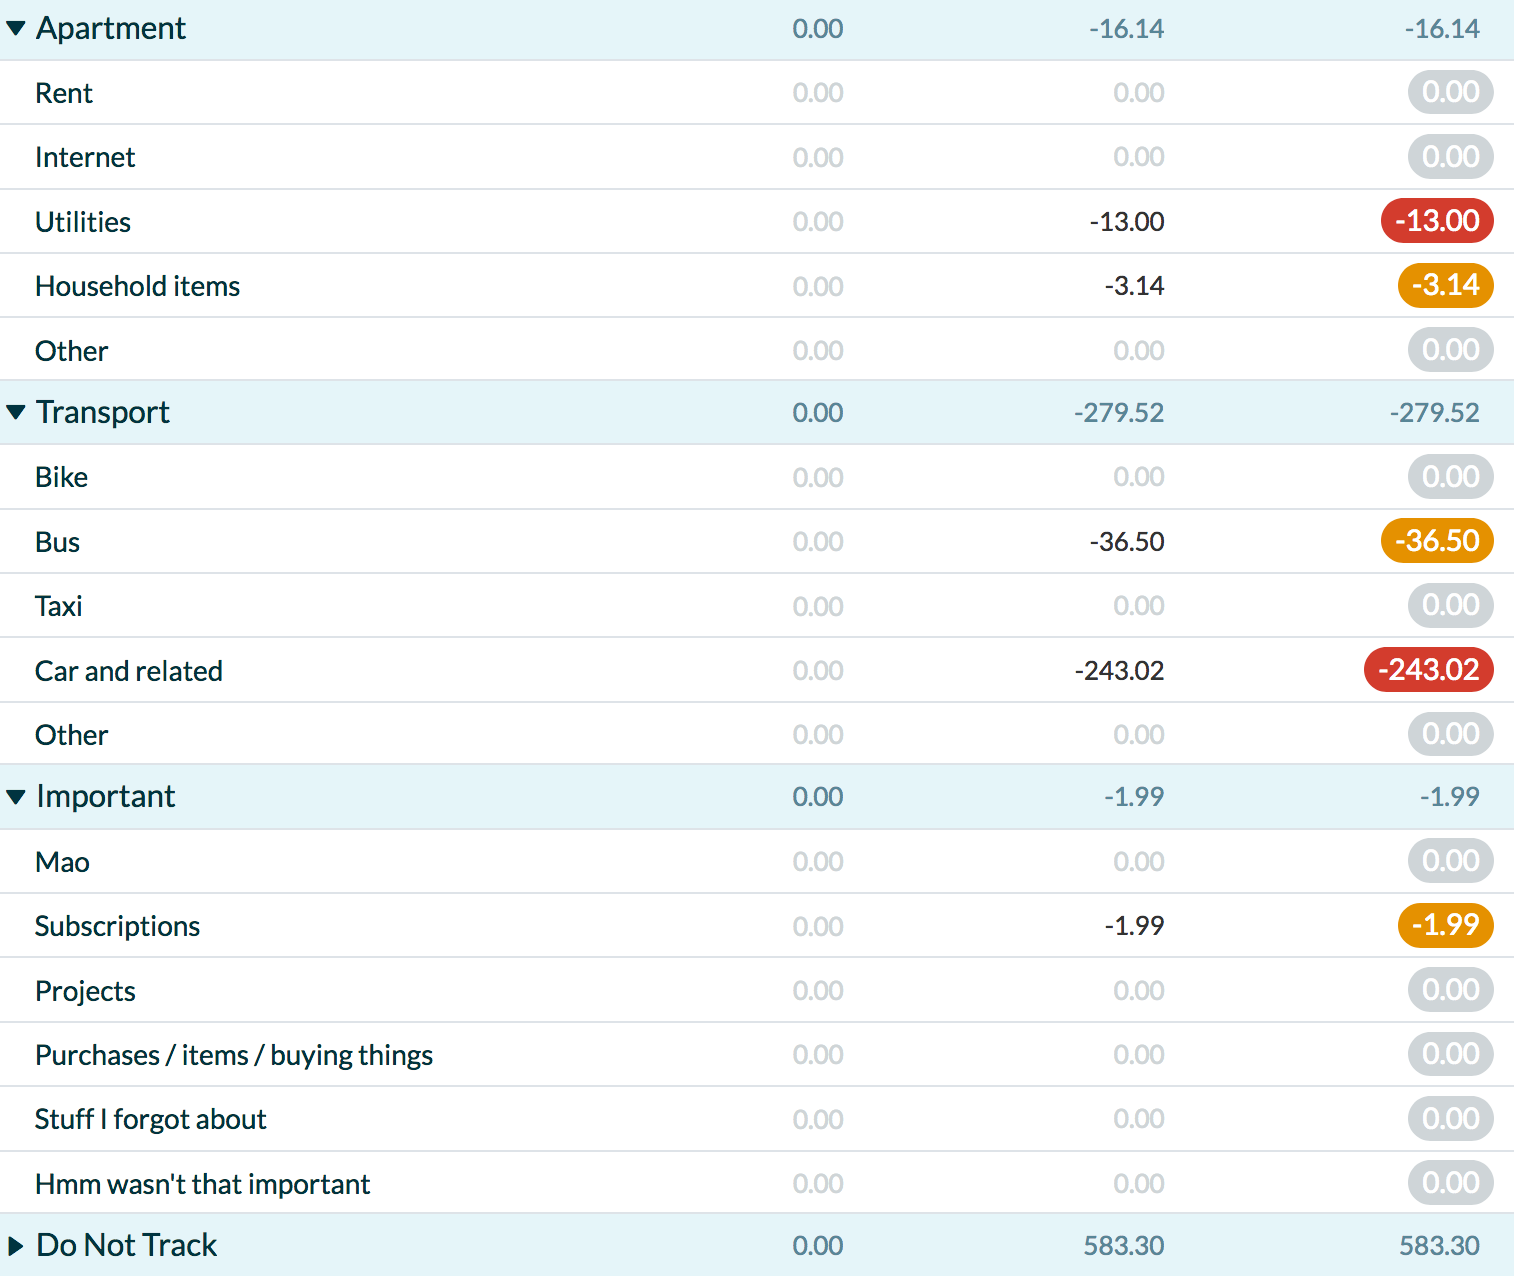 Apartment 0.00 -16.14 -16.14
Rent 0.00 0.00 0.00
Internet 0.00 0.00 0.00
Utilities 0.00 -13.00 -13.00
Household items 0.00 -3.14 -3.14
Other 0.00 0.00 0.00
Transport 0.00 -279.52 -279.52
Bike 0.00 0.00 0.00
Bus 0.00 -36.50 -36.50
Taxi 0.00 0.00 0.00
Car and related 0.00 -243.02 -243.02
Other 0.00 0.00 0.00
Important 0.00 -1.99 -1.99
Mao 0.00 0.00 0.00
Subscriptions 0.00 -1.99 -1.99
Projects 0.00 0.00 0.00
Purchases / items / buying things 0.00 0.00 0.00
Stuff I forgot about 0.00 0.00 0.00
Hmm wasn't that important 0.00 0.00 0.00
Do Not Track 0.00 583.30 583.30